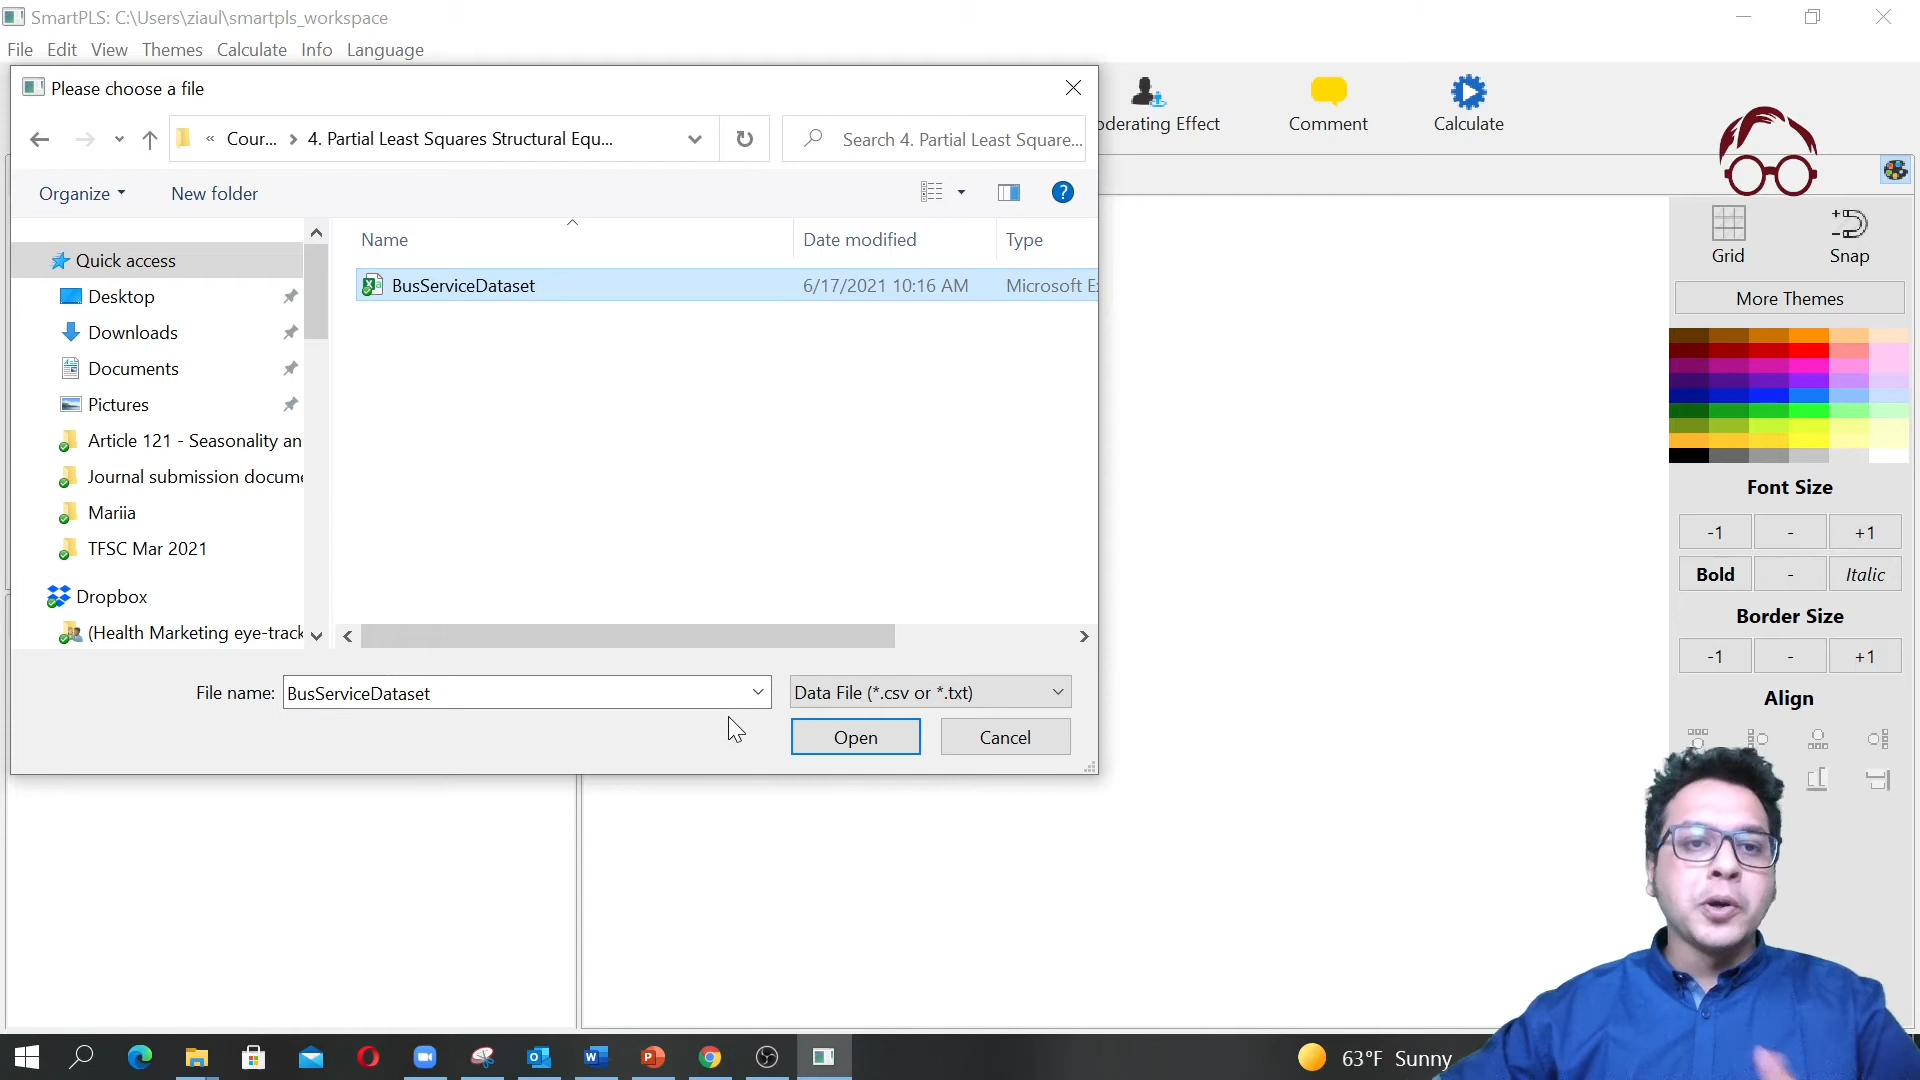 SmartPLS: C:\Users\ziaul\smartpls_workspace
File Edit View Themes Calculate Info Language
Please choose a file
« Cour... › 4. Partial Least Squares Structural Equ...
Search 4. Partial Least Square...
Organize
New folder
Name
Date modified
Type
BusServiceDataset
6/17/2021 10:16 AM
Microsoft E
Quick access
Desktop
Downloads
Documents
Pictures
Article 121 - Seasonality an
Journal submission docume
Mariia
TFSC Mar 2021
Dropbox
(Health Marketing eye-track
File name:
BusServiceDataset
Data File (*.csv or *.txt)
Open
Cancel
oderating Effect
Comment
Calculate
Grid
Snap
More Themes
Font Size
-1 - +1
Bold - Italic
Border Size
-1 - +1
Align
63°F Sunny